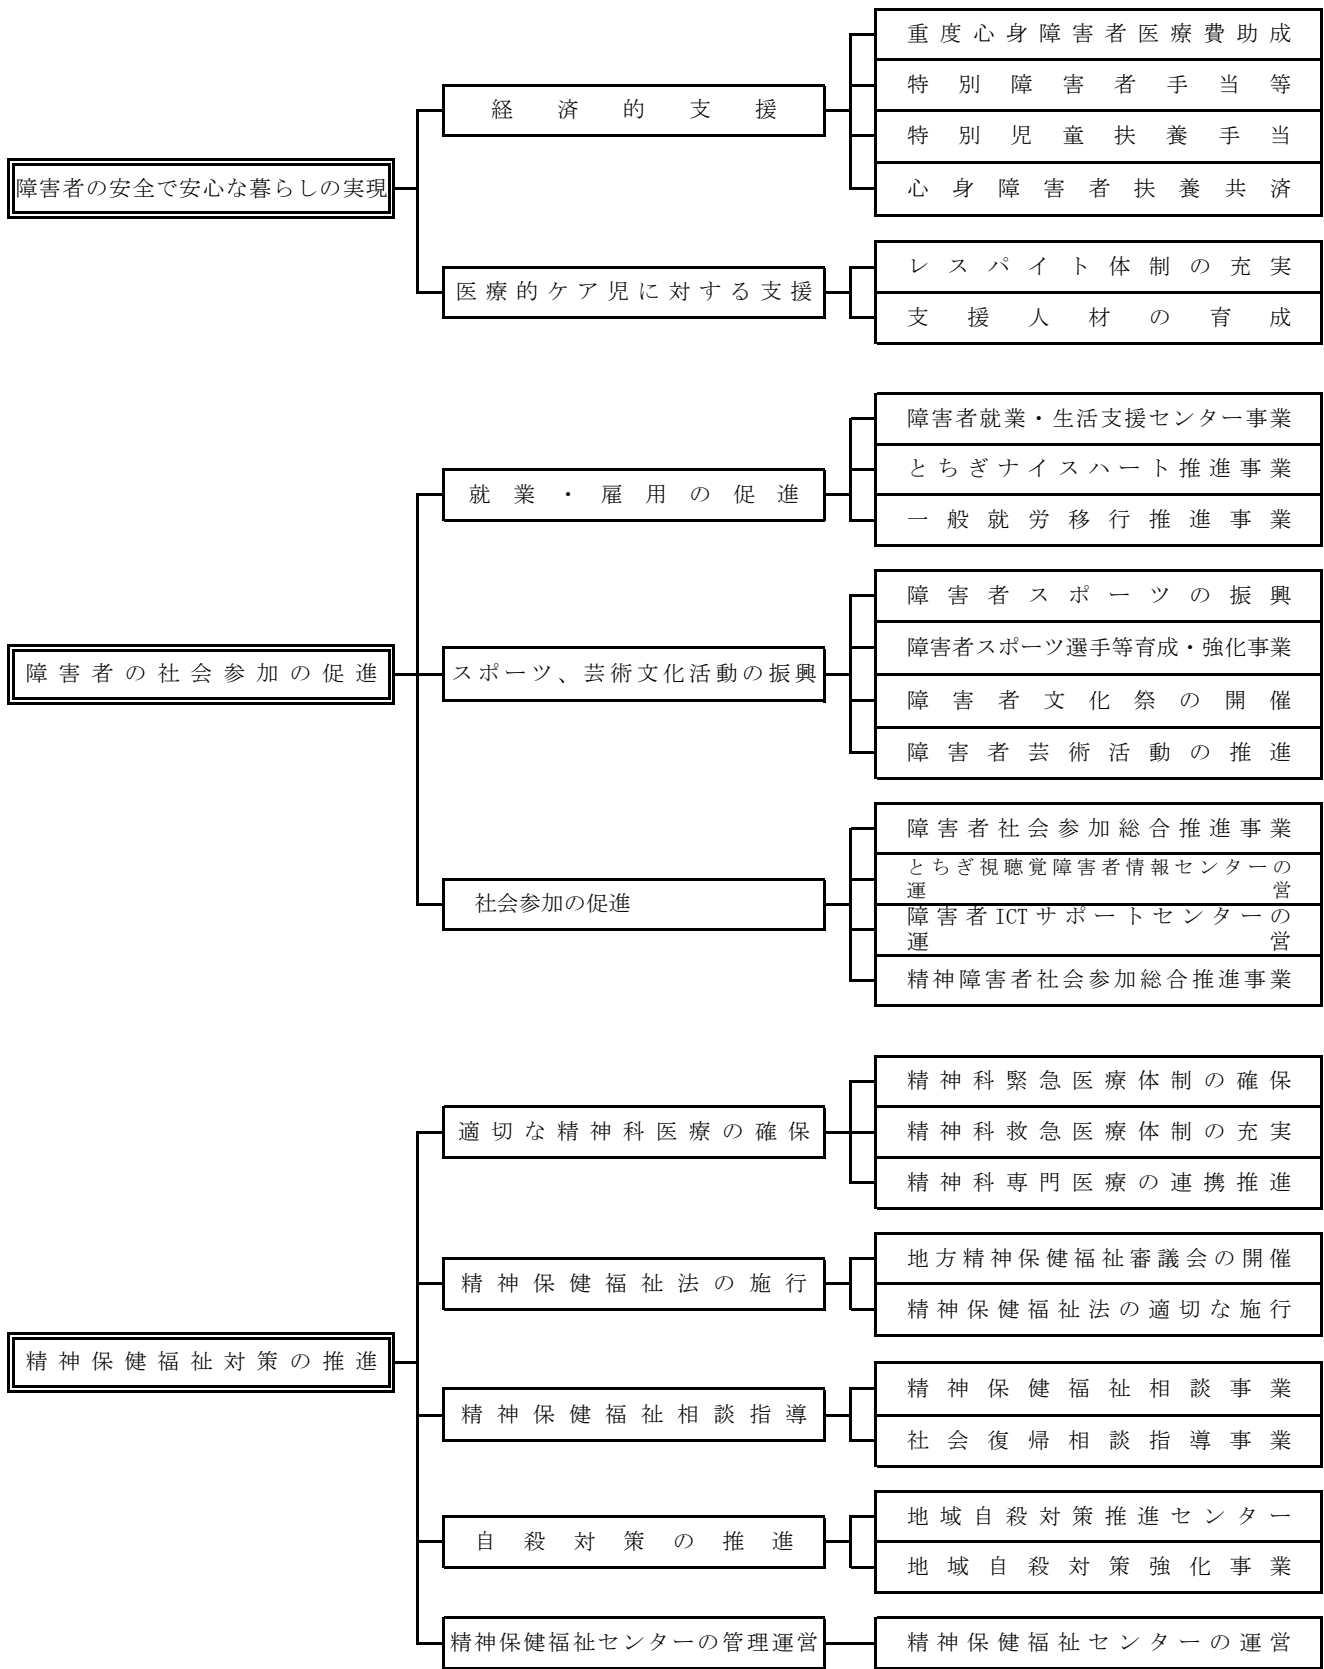 障害者の安全で安心な暮らしの実現
経済的支援
重度心身障害者医療費助成
特別障害者手当等
特別児童扶養手当
心身障害者扶養共済
医療的ケア児に対する支援
レスパイト体制の充実
支援人材の育成
障害者の社会参加の促進
就業・雇用の促進
障害者就業・生活支援センター事業
とちぎナイスハート推進事業
一般就労移行推進事業
スポーツ、芸術文化活動の振興
障害者スポーツの振興
障害者スポーツ選手等育成・強化事業
障害者文化祭の開催
障害者芸術活動の推進
社会参加の促進
障害者社会参加総合推進事業
とちぎ視聴覚障害者情報センターの
運営
障害者ICTサポートセンターの
運営
精神障害者社会参加総合推進事業
精神保健福祉対策の推進
適切な精神科医療の確保
精神科緊急医療体制の確保
精神科救急医療体制の充実
精神科専門医療の連携推進
精神保健福祉法の施行
地方精神保健福祉審議会の開催
精神保健福祉法の適切な施行
精神保健福祉相談指導
精神保健福祉相談事業
社会復帰相談指導事業
自殺対策の推進
地域自殺対策推進センター
地域自殺対策強化事業
精神保健福祉センターの管理運営
精神保健福祉センターの運営